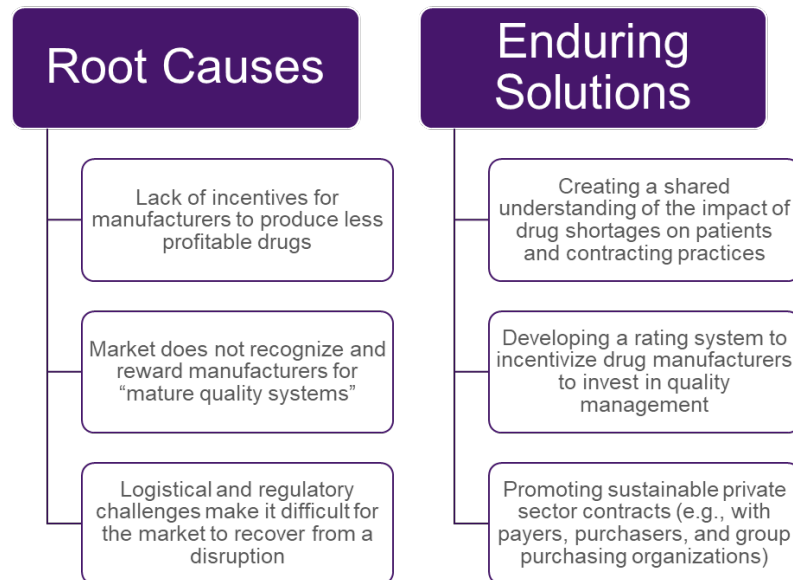 Root Causes
Lack of incentives for
manufacturers to produce less
profitable drugs
Market does not recognize and
reward manufacturers for
“mature quality systems”
Logistical and regulatory
challenges make it difficult for
the market to recover from a
disruption
Enduring
Solutions
Creating a shared
understanding of the impact of
drug shortages on patients
and contracting practices
Developing a rating system to
incentivize drug manufacturers
to invest in quality
management
Promoting sustainable private
sector contracts (e.g., with
payers, purchasers, and group
purchasing organizations)